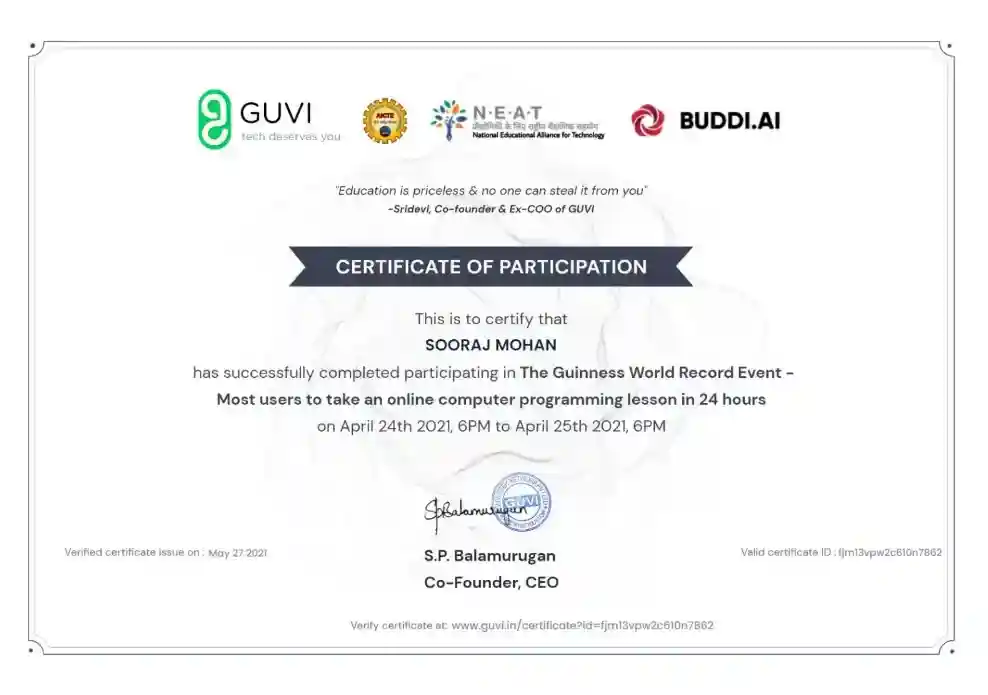 GUVI
tech deserves you
AICTE
N·E·A·T
प्रौद्योगिकी के लिए राष्ट्रीय शैक्षणिक सहयोग
National Educational Alliance for Technology
BUDDI.AI
"Education is priceless & no one can steal it from you"
-Sridevi, Co-founder & Ex-COO of GUVI
CERTIFICATE OF PARTICIPATION
This is to certify that
SOORAJ MOHAN
has successfully completed participating in The Guinness World Record Event -
Most users to take an online computer programming lesson in 24 hours
on April 24th 2021, 6PM to April 25th 2021, 6PM
SpBalamurugan
GUVI
S.P. Balamurugan
Co-Founder, CEO
Verified certificate issue on : May 27 2021
Valid certificate ID : fjm13vpw2c610n7862
Verify certificate at: www.guvi.in/certificate?id=fjm13vpw2c610n7862